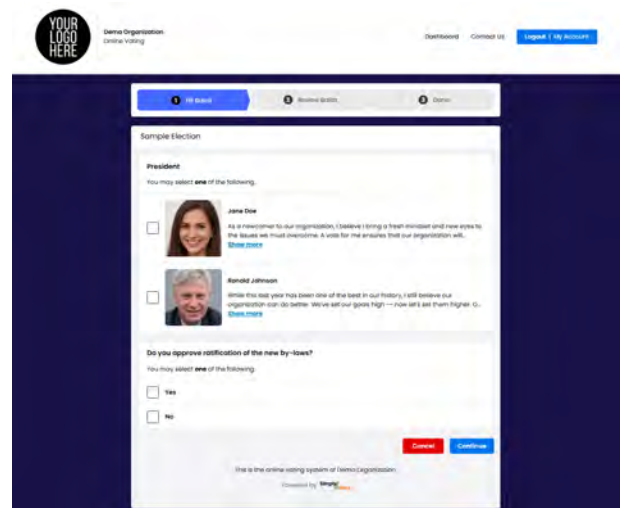 YOUR
LOGO
HERE
Demo Organization
Online Voting
Dashboard Contact Us Logout | My Account
1 Fill Ballot 2 Review Ballot 3 Done
Sample Election
President
You may select one of the following.
Jane Doe
As a newcomer to our organization, I believe I bring a fresh mindset and new eyes to
the issues we must overcome. A vote for me ensures that our organization will...
Show more
Ronald Johnson
While this last year has been one of the best in our history, I still believe our
organization can do better. We've set our goals high — now let's set them higher. O...
Show more
Do you approve ratification of the new by-laws?
You may select one of the following.
Yes
No
Cancel Continue
This is the online voting system of Demo Organization
Powered by Simply